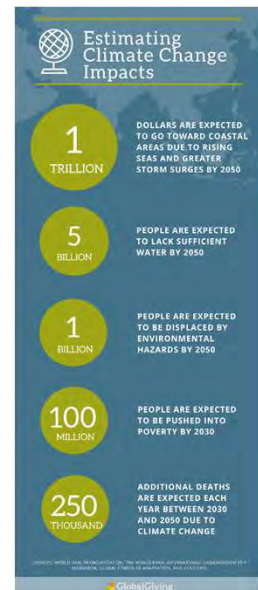 Estimating
Climate Change
Impacts
1
TRILLION
DOLLARS ARE EXPECTED
TO GO TOWARD COASTAL
AREAS DUE TO RISING
SEAS AND GREATER
STORM SURGES BY 2050
5
BILLION
PEOPLE ARE EXPECTED
TO LACK SUFFICIENT
WATER BY 2050
1
BILLION
PEOPLE ARE EXPECTED
TO BE DISPLACED BY
ENVIRONMENTAL
HAZARDS BY 2050
100
MILLION
PEOPLE ARE EXPECTED
TO BE PUSHED INTO
POVERTY BY 2030
250
THOUSAND
ADDITIONAL DEATHS
ARE EXPECTED EACH
YEAR BETWEEN 2030
AND 2050 DUE TO
CLIMATE CHANGE
GlobalGiving